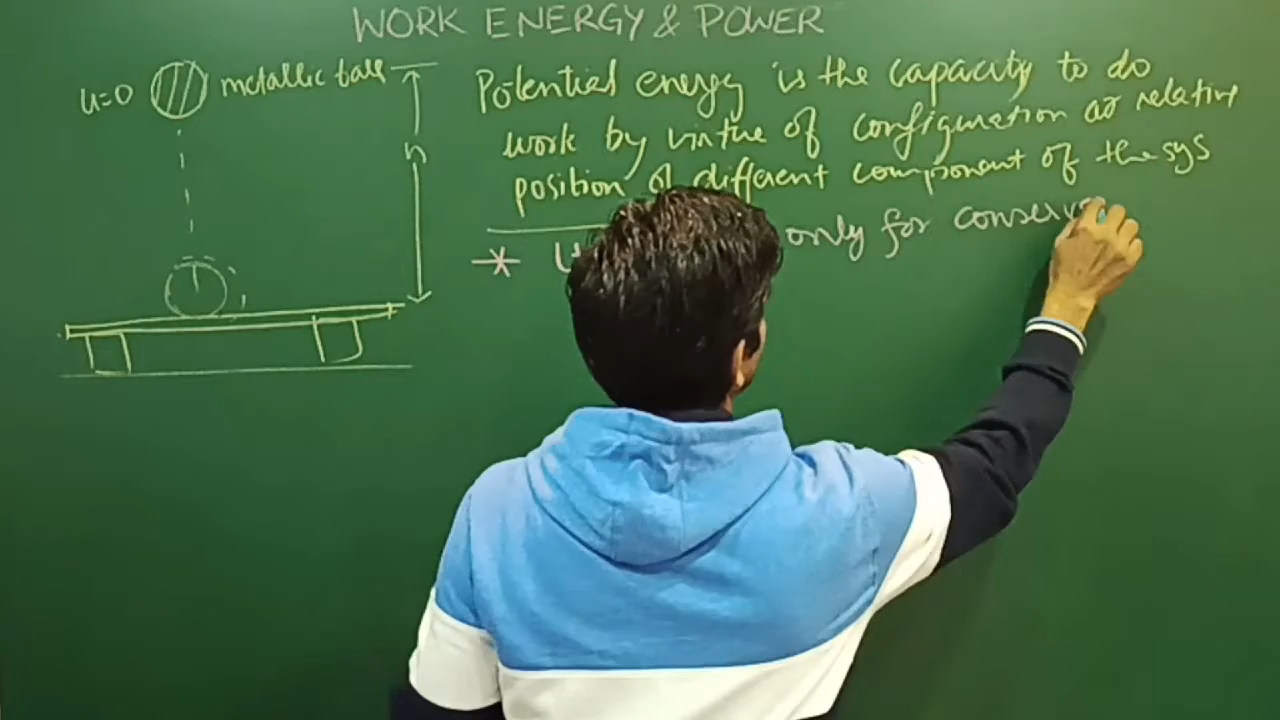 WORK ENERGY & POWER
u=0
metallic ball
h
Potential energy is the capacity to do
work by virtue of configuration or relative
position of different component of the sys
* U only for conserv